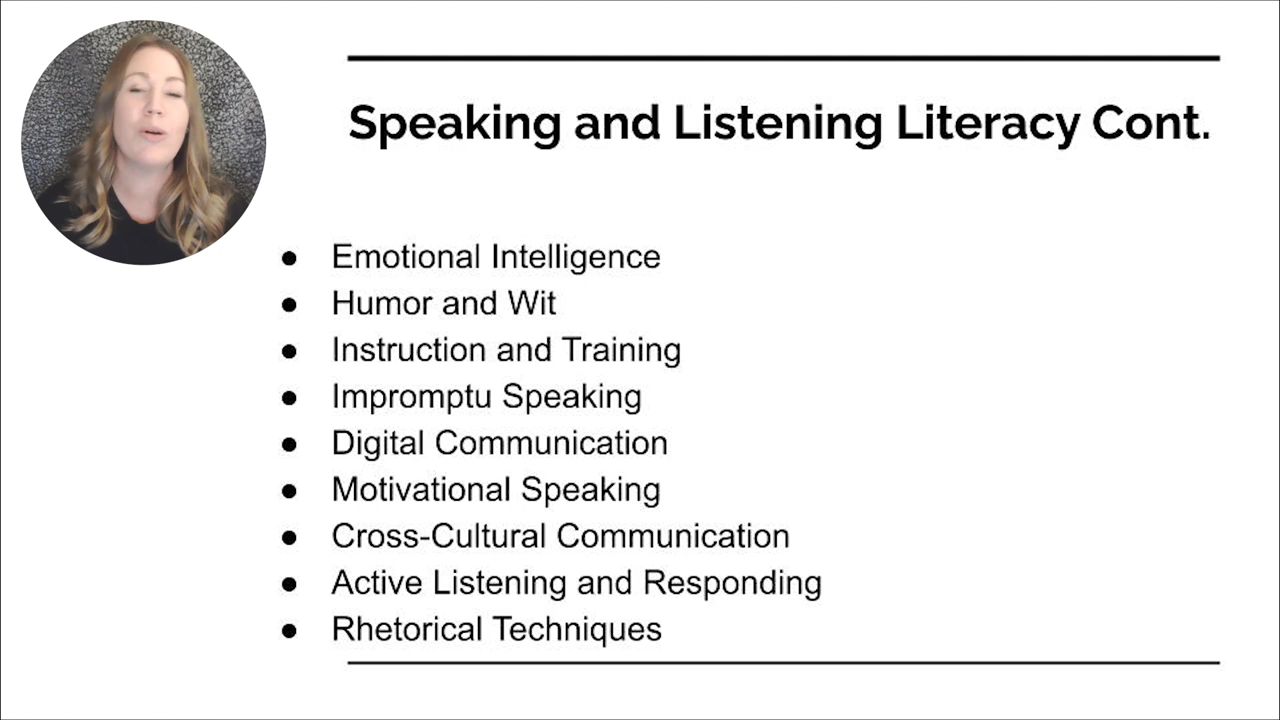 Speaking and Listening Literacy Cont.
● Emotional Intelligence
● Humor and Wit
● Instruction and Training
● Impromptu Speaking
● Digital Communication
● Motivational Speaking
● Cross-Cultural Communication
● Active Listening and Responding
● Rhetorical Techniques